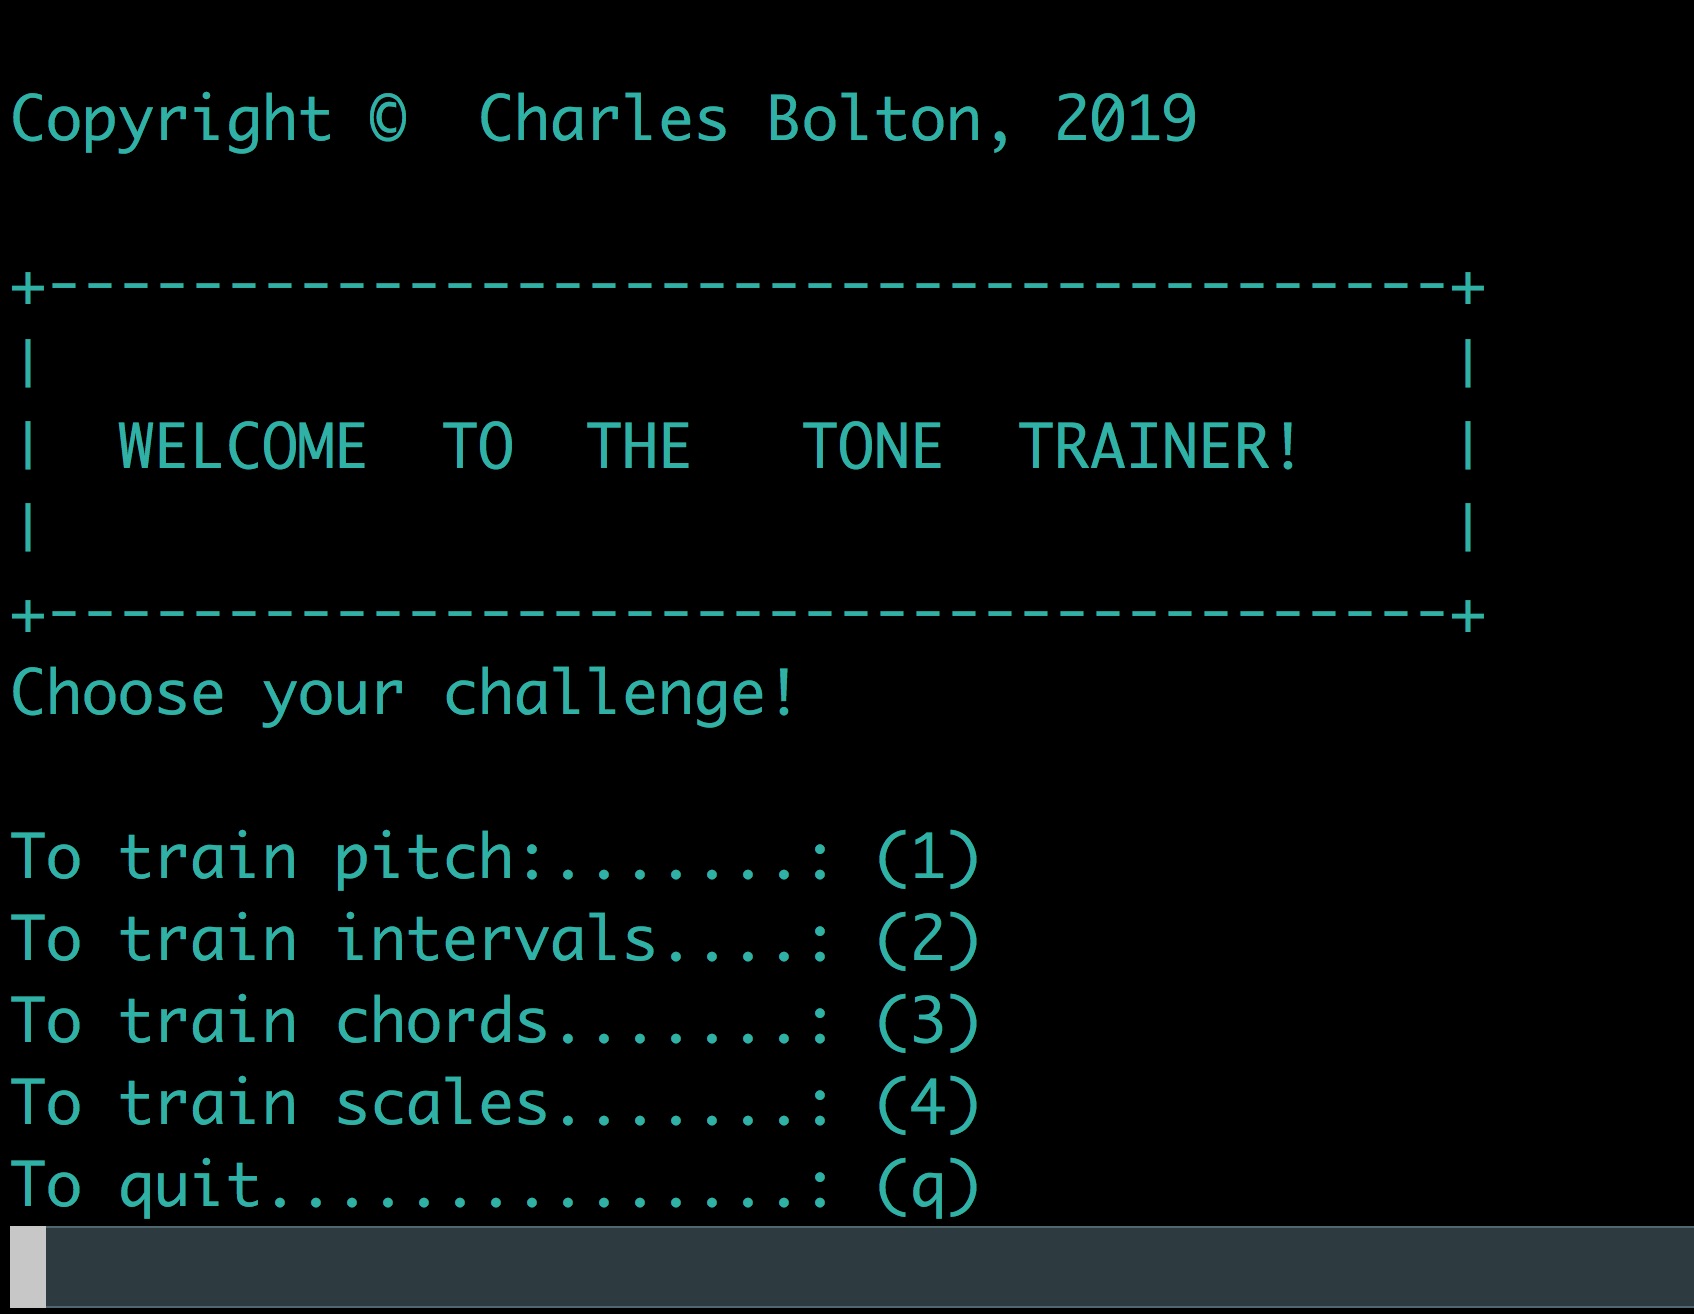 Copyright ©  Charles Bolton, 2019
+---------------------------------------+
|                                       |
|  WELCOME  TO  THE   TONE  TRAINER!    |
|                                       |
+---------------------------------------+
Choose your challenge!
To train pitch:.......: (1)
To train intervals....: (2)
To train chords.......: (3)
To train scales.......: (4)
To quit...............: (q)